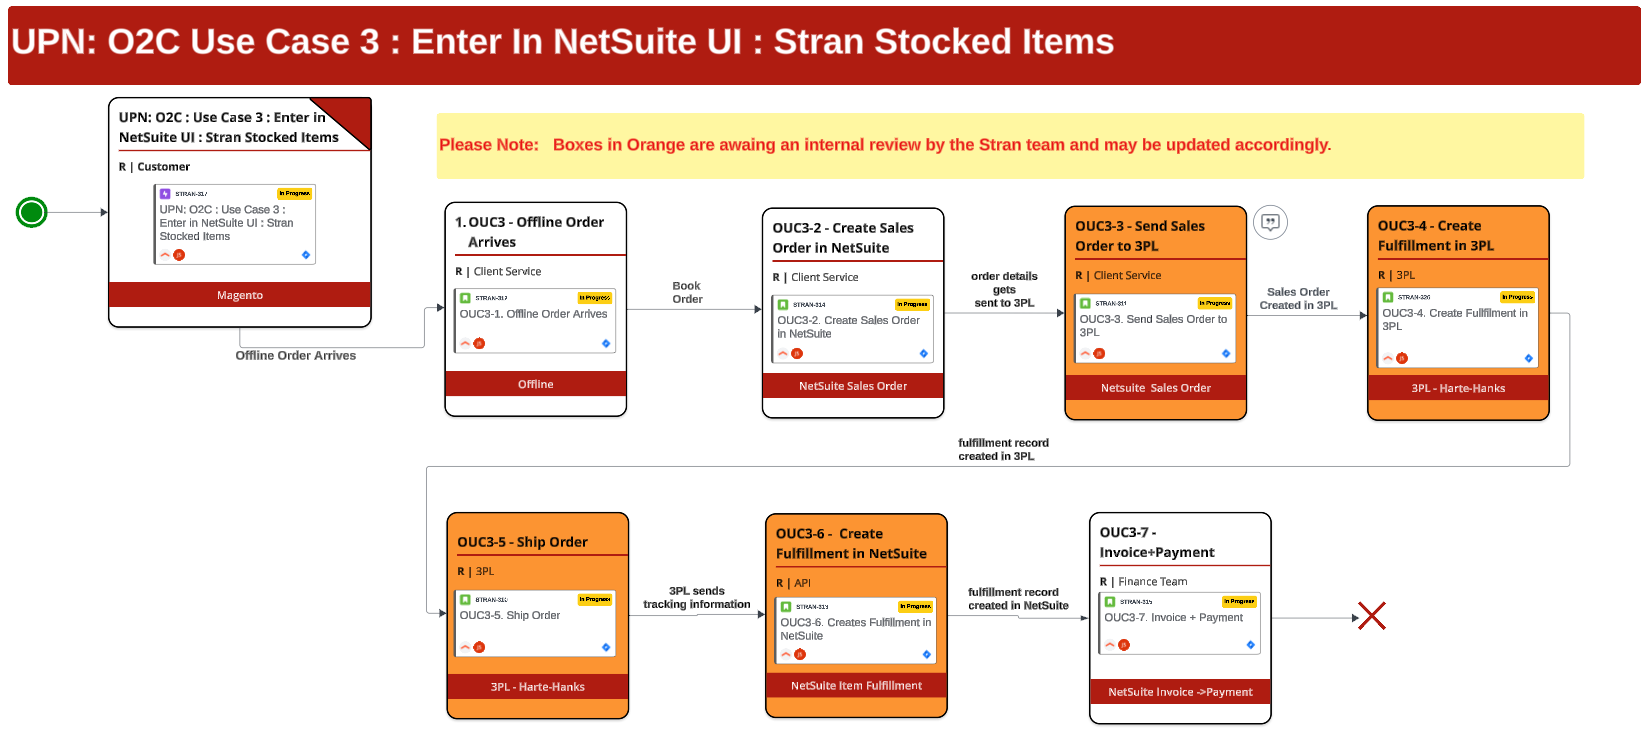 UPN: O2C Use Case 3 : Enter In NetSuite UI : Stran Stocked Items
UPN: O2C : Use Case 3 : Enter in
NetSuite UI : Stran Stocked Items
R | Customer
STRAN-317
In Progress
UPN: O2C : Use Case 3 :
Enter in NetSuite UI : Stran
Stocked Items
Magento
Offline Order Arrives
Please Note:   Boxes in Orange are awaing an internal review by the Stran team and may be updated accordingly.
1. OUC3 - Offline Order
Arrives
R | Client Service
In Progress
OUC3-1. Offline Order Arrives
Offline
Book
Order
OUC3-2 - Create Sales
Order in NetSuite
R | Client Service
STRAN-314
In Progress
OUC3-2. Create Sales Order
in NetSuite
NetSuite Sales Order
order details
gets
sent to 3PL
OUC3-3 - Send Sales
Order to 3PL
R | Client Service
In Progress
OUC3-3. Send Sales Order to
3PL
Netsuite  Sales Order
Sales Order
Created in 3PL
OUC3-4 - Create
Fulfillment in 3PL
R | 3PL
STRAN-326
In Progress
OUC3-4. Create Fullfilment in
3PL
3PL - Harte-Hanks
fulfillment record
created in 3PL
OUC3-5 - Ship Order
R | 3PL
In Progress
OUC3-5. Ship Order
3PL - Harte-Hanks
3PL sends
tracking information
OUC3-6 -  Create
Fulfillment in NetSuite
R | API
In Progress
OUC3-6. Creates Fulfillment in
NetSuite
NetSuite Item Fulfillment
fulfillment record
created in NetSuite
OUC3-7 -
Invoice+Payment
R | Finance Team
In Progress
OUC3-7. Invoice + Payment
NetSuite Invoice ->Payment